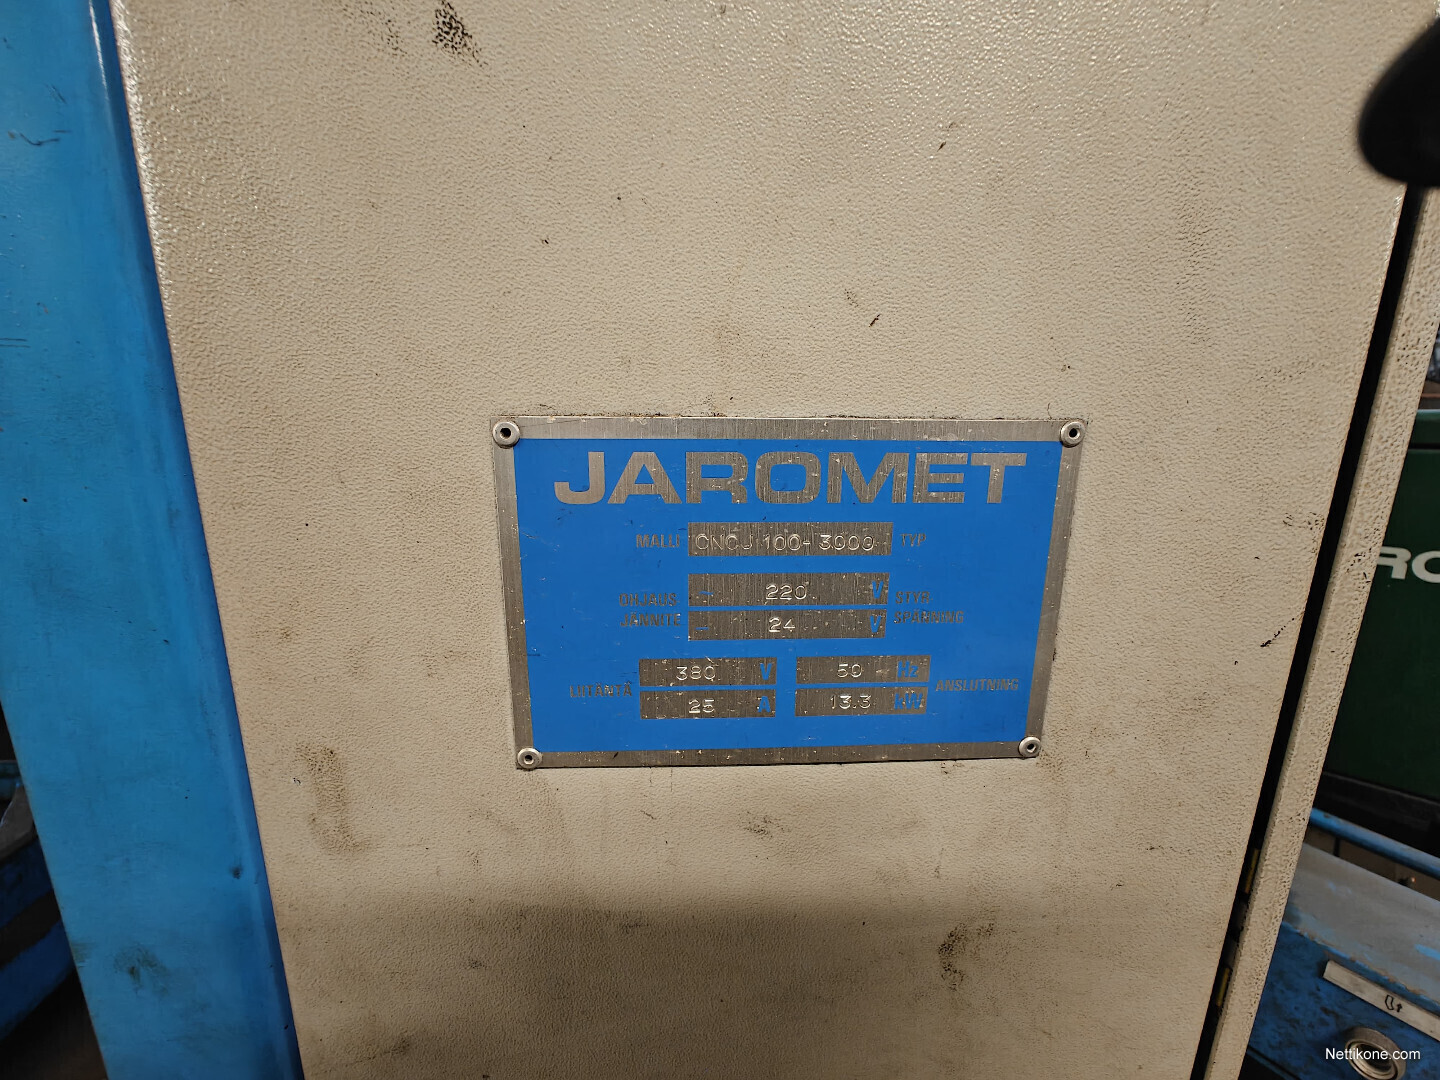 JAROMET
MALLI CNCJ 100-3000 TYP
OHJAUS- 220 V STYR-
JÄNNITE 24 V SPÄNNING
380 V 50 Hz
LIITÄNTÄ ANSLUTNING
25 A 13.3 kW
RO
Nettikone.com